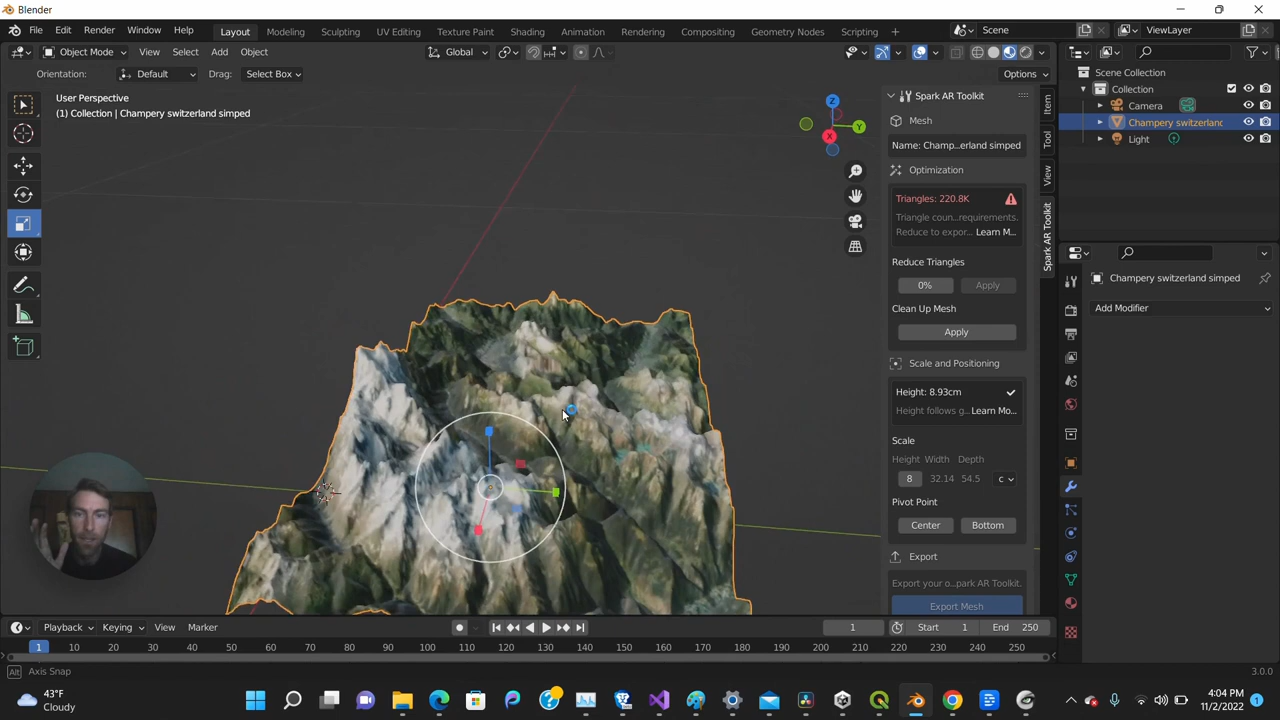 Blender
File Edit Render Window Help Layout Modeling Sculpting UV Editing Texture Paint Shading Animation Rendering Compositing Geometry Nodes Scripting + Scene ViewLayer
Object Mode View Select Add Object Global
Orientation: Default Drag: Select Box Options
User Perspective
(1) Collection | Champery switzerland simped
Z
Y
X
Spark AR Toolkit
Mesh
Name: Champ...erland simped
Optimization
Triangles: 220.8K
Triangle coun...requirements.
Reduce to expor... Learn M...
Reduce Triangles
0% Apply
Clean Up Mesh
Apply
Scale and Positioning
Height: 8.93cm
Height follows g... Learn Mo...
Scale
Height Width Depth
8 32.14 54.5 c
Pivot Point
Center Bottom
Export
Export your o...park AR Toolkit.
Export Mesh
Item
Tool
View
Spark AR Toolkit
Scene Collection
Collection
Camera
Champery switzerland
Light
Champery switzerland simped
Add Modifier
Playback Keying View Marker 1 Start 1 End 250
1 10 20 30 40 50 60 70 80 90 100 110 120 130 140 150 160 170 180 190 200 210 220 230 240 250
Alt Axis Snap 3.0.0
43°F
Cloudy
4:04 PM
11/2/2022
1